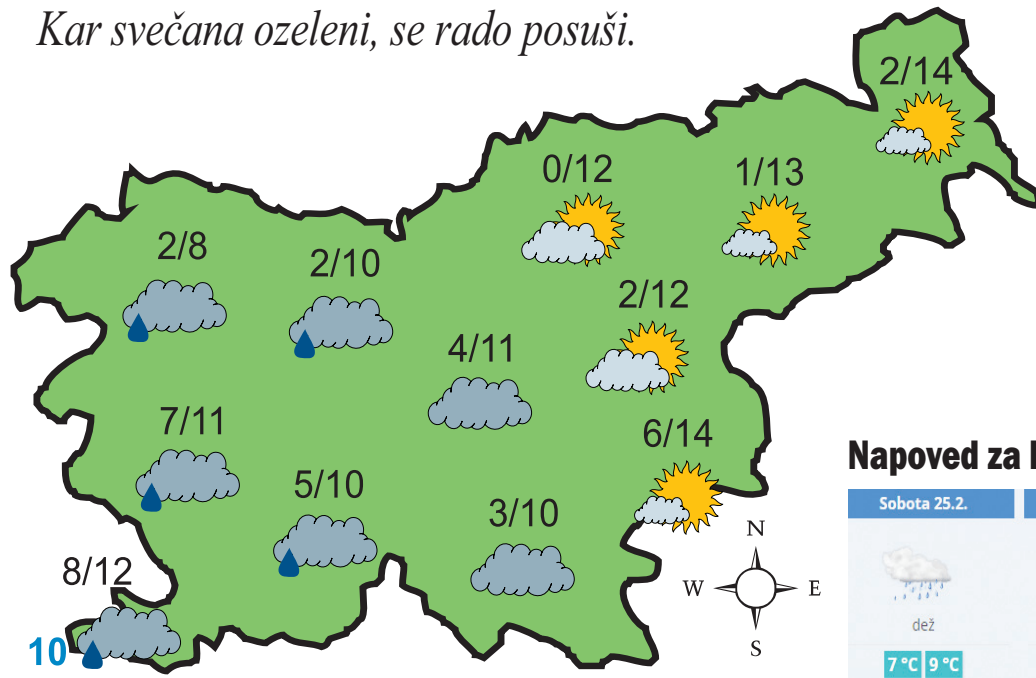 Kar svečana ozeleni, se rado posuši.
2/14
0/12
1/13
2/8
2/10
2/12
4/11
7/11
6/14
5/10
3/10
8/12
10
N
W
E
S
Napoved za
Sobota 25.2.
dež
7 °C 9 °C